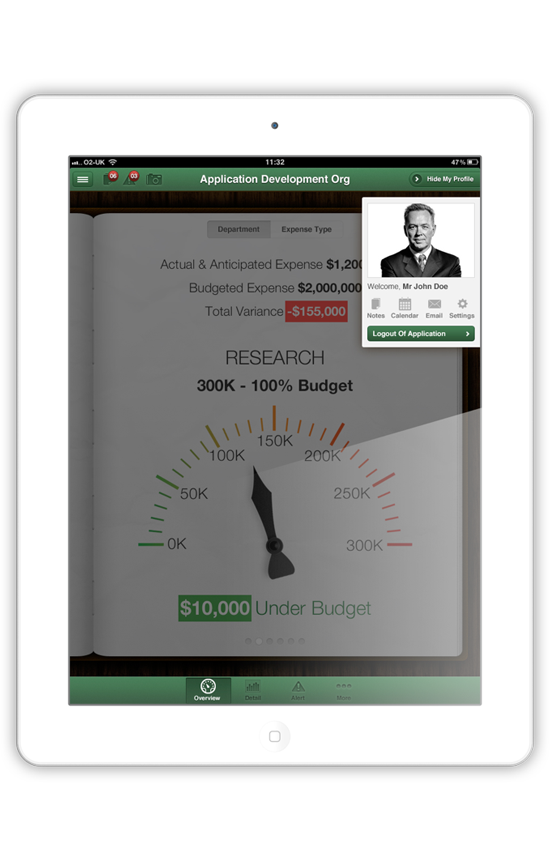 O2-UK 11:32 47%
06 03 Application Development Org Hide My Profile
Department Expense Type
Actual & Anticipated Expense $1,200
Budgeted Expense $2,000,000
Total Variance -$155,000
Welcome, Mr John Doe
Notes Calendar Email Settings
Logout Of Application
RESEARCH
300K - 100% Budget
150K
100K 200K
50K 250K
0K 300K
$10,000 Under Budget
Overview Detail Alert More